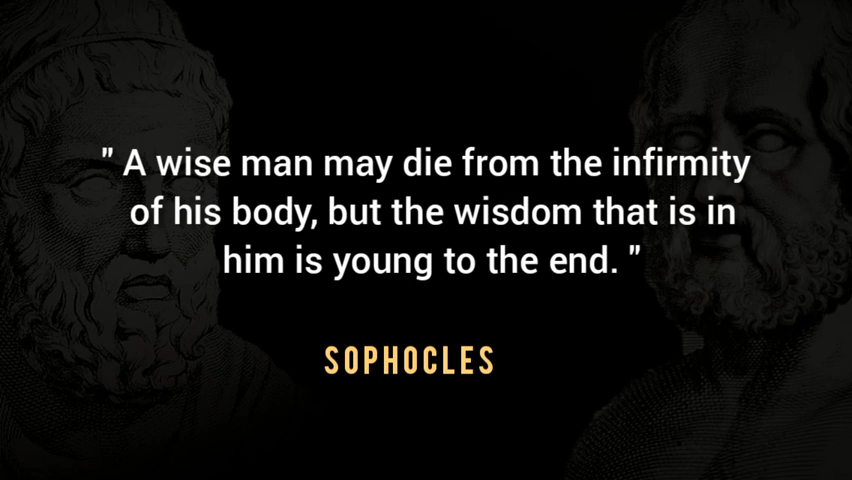 " A wise man may die from the infirmity
of his body, but the wisdom that is in
him is young to the end. "
SOPHOCLES